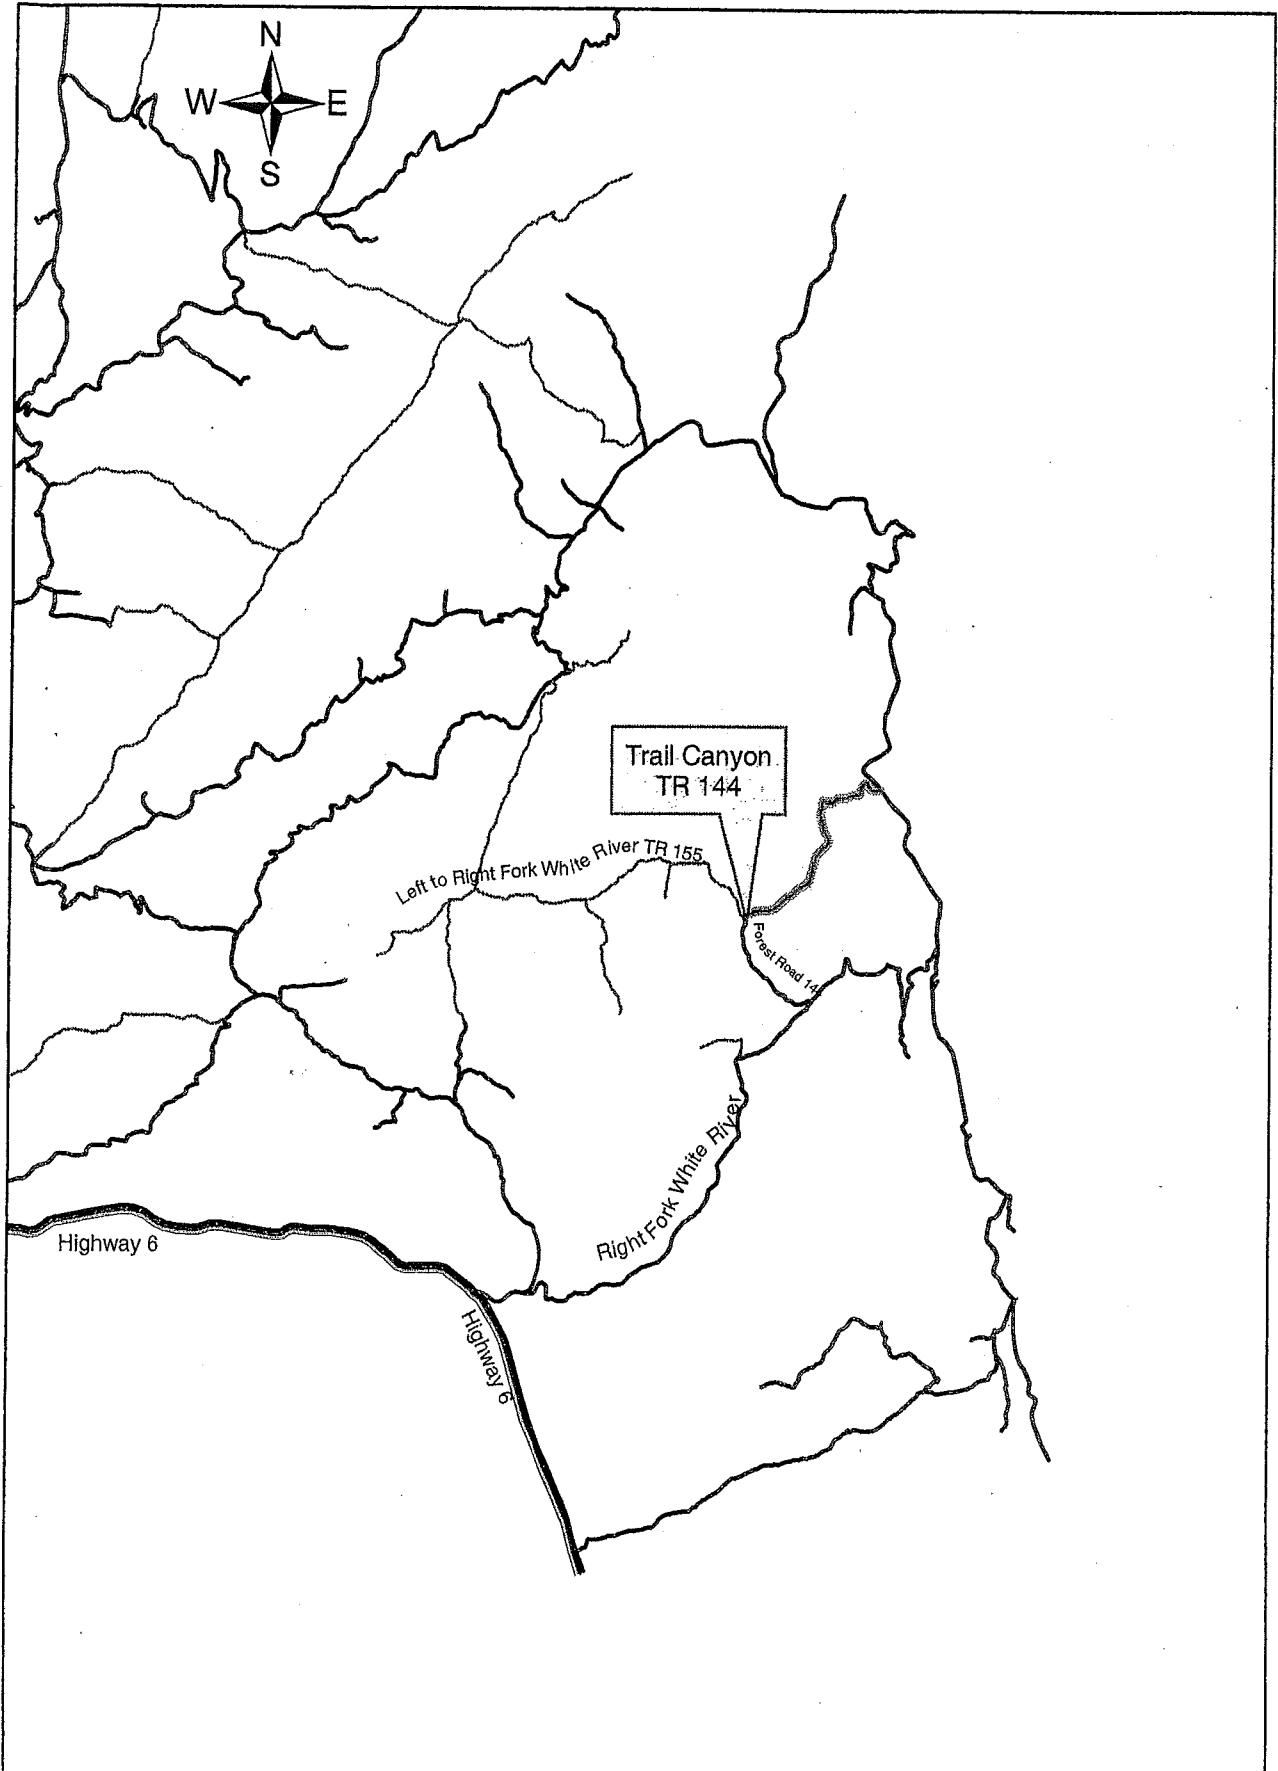 N
W E
S
Trail Canyon
TR 144
Left to Right Fork White River TR 155
Forest Road 14
Right Fork White River
Highway 6
Highway 6